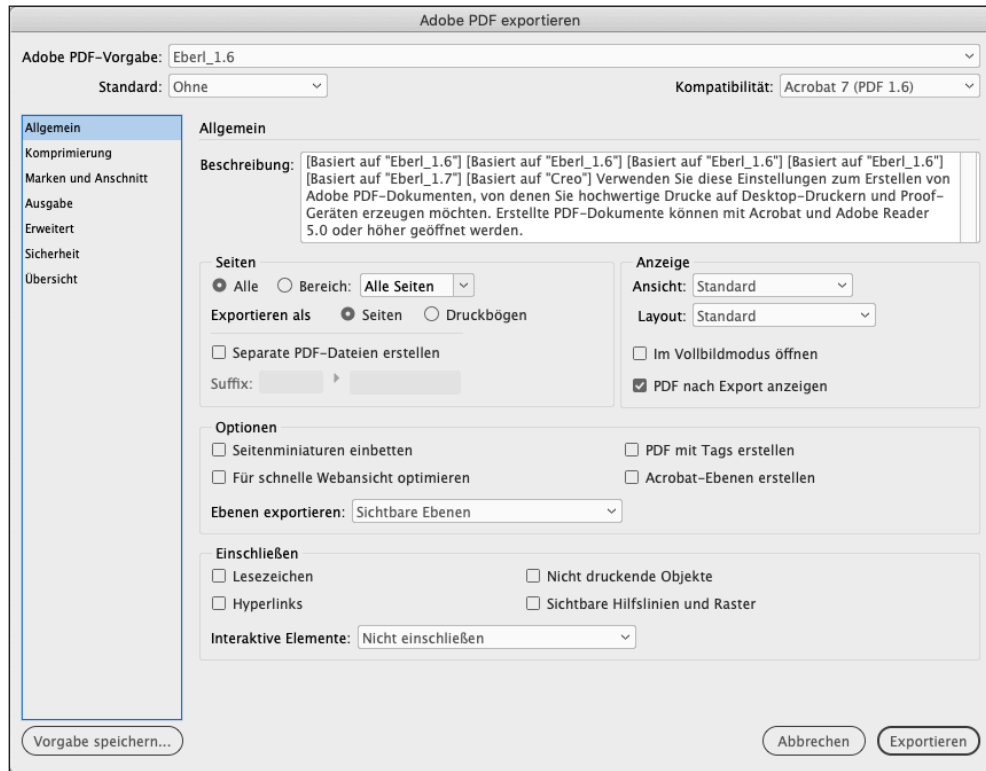 Adobe PDF exportieren
Adobe PDF-Vorgabe: Eberl_1.6
Standard: Ohne
Kompatibilität: Acrobat 7 (PDF 1.6)
Allgemein
Komprimierung
Marken und Anschnitt
Ausgabe
Erweitert
Sicherheit
Übersicht
Allgemein
Beschreibung: [Basiert auf "Eberl_1.6"] [Basiert auf "Eberl_1.6"] [Basiert auf "Eberl_1.6"] [Basiert auf "Eberl_1.6"]
[Basiert auf "Eberl_1.7"] [Basiert auf "Creo"] Verwenden Sie diese Einstellungen zum Erstellen von
Adobe PDF-Dokumenten, von denen Sie hochwertige Drucke auf Desktop-Druckern und Proof-
Geräten erzeugen möchten. Erstellte PDF-Dokumente können mit Acrobat und Adobe Reader
5.0 oder höher geöffnet werden.
Seiten
Alle Bereich: Alle Seiten
Exportieren als Seiten Druckbögen
Separate PDF-Dateien erstellen
Suffix:
Anzeige
Ansicht: Standard
Layout: Standard
Im Vollbildmodus öffnen
PDF nach Export anzeigen
Optionen
Seitenminiaturen einbetten
PDF mit Tags erstellen
Für schnelle Webansicht optimieren
Acrobat-Ebenen erstellen
Ebenen exportieren: Sichtbare Ebenen
Einschließen
Lesezeichen
Nicht druckende Objekte
Hyperlinks
Sichtbare Hilfslinien und Raster
Interaktive Elemente: Nicht einschließen
Vorgabe speichern...
Abbrechen
Exportieren